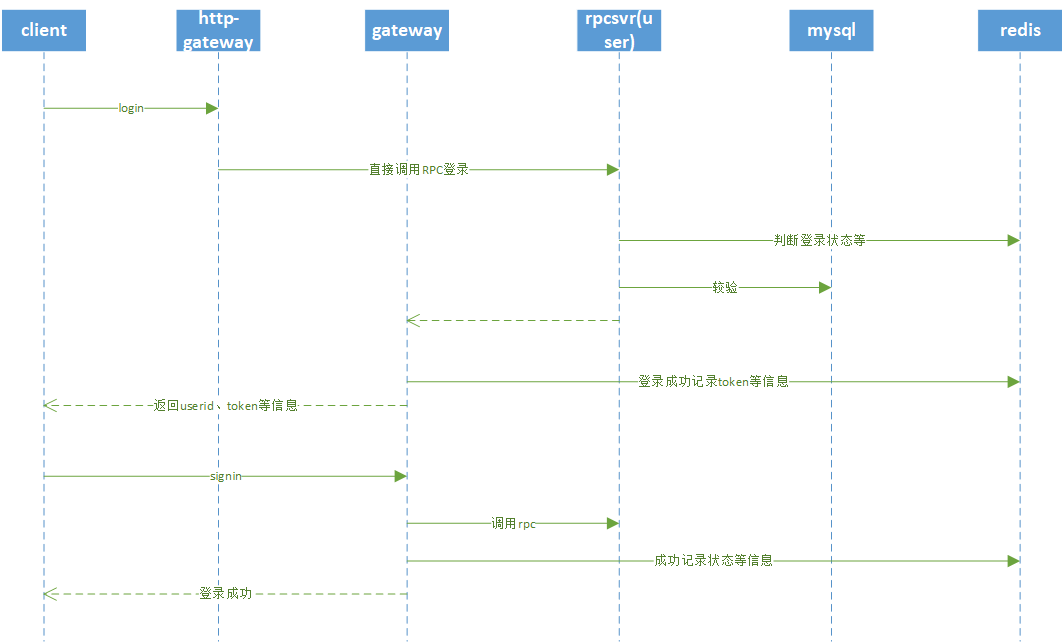 client
http-
gateway
gateway
rpcsvr(u
ser)
mysql
redis
login
直接调用RPC登录
判断登录状态等
较验
登录成功记录token等信息
返回userid、token等信息
signin
调用rpc
成功记录状态等信息
登录成功